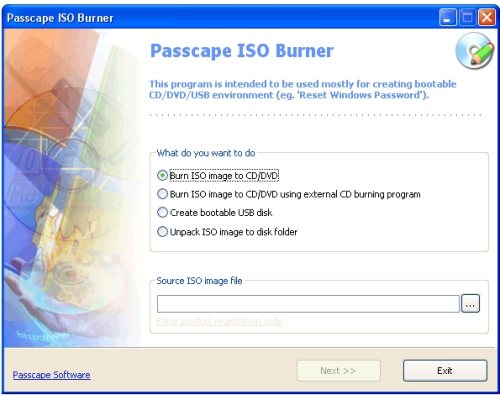 Passcape ISO Burner
Passcape ISO Burner
This program is intended to be used mostly for creating bootable
CD/DVD/USB environment (eg. 'Reset Windows Password').
What do you want to do
Burn ISO image to CD/DVD
Burn ISO image to CD/DVD using external CD burning program
Create bootable USB disk
Unpack ISO image to disk folder
Source ISO image file
...
Enter product registration code
Passcape Software
Next >>
Exit